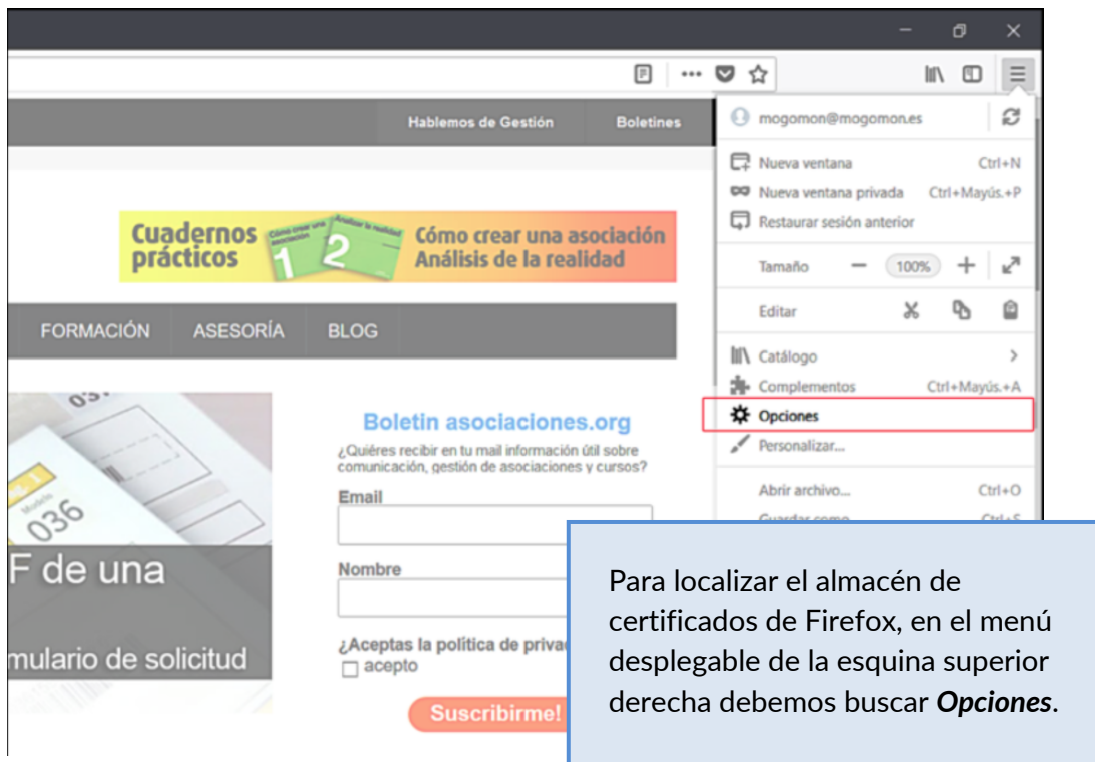 Hablemos de Gestión Boletines
mogomon@mogomon.es
Nueva ventana Ctrl+N
Nueva ventana privada Ctrl+Mayús.+P
Restaurar sesión anterior
Tamaño 100%
Editar
Catálogo
Complementos Ctrl+Mayús.+A
Opciones
Personalizar...
Abrir archivo... Ctrl+O
Guardar como Ctrl+S
Cuadernos
prácticos
1
2
Cómo crear una asociación
Análisis de la realidad
FORMACIÓN ASESORÍA BLOG
036
F de una
mulario de solicitud
Boletin asociaciones.org
¿Quiéres recibir en tu mail información útil sobre
comunicación, gestión de asociaciones y cursos?
Email
Nombre
¿Aceptas la política de priva
acepto
Suscribirme!
Para localizar el almacén de
certificados de Firefox, en el menú
desplegable de la esquina superior
derecha debemos buscar Opciones.